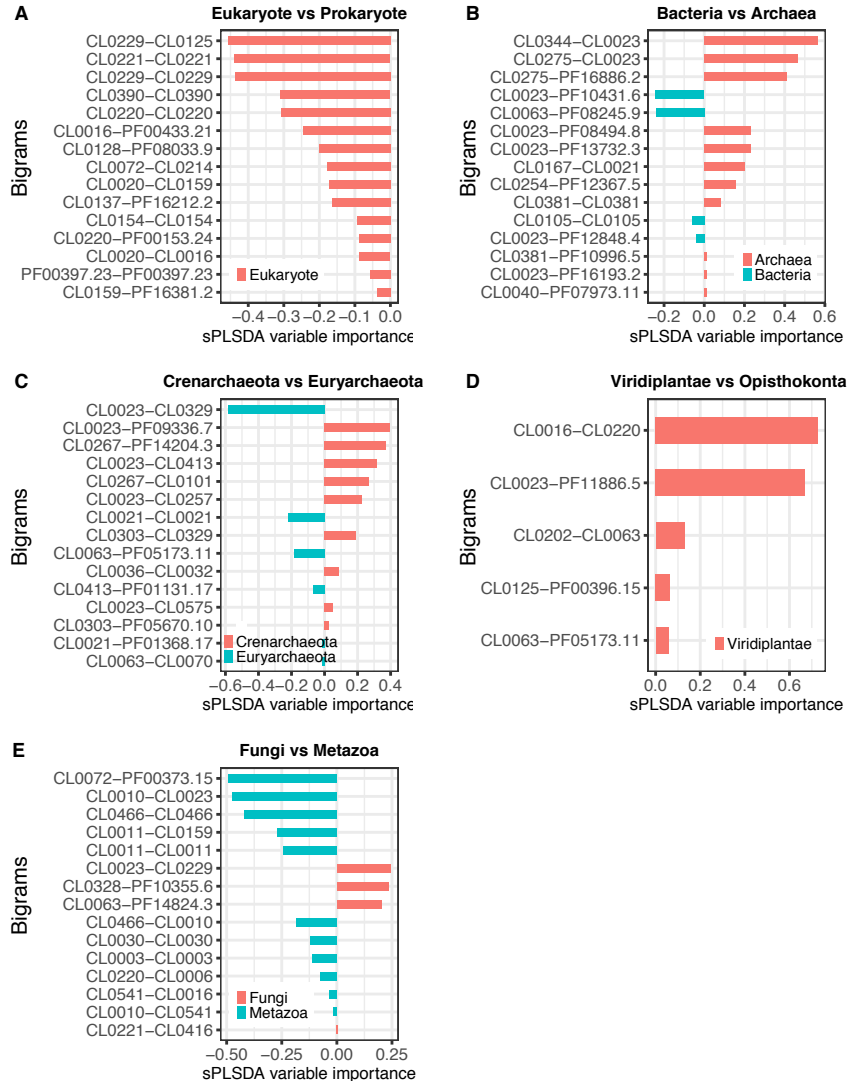 A
Eukaryote vs Prokaryote
Bigrams
CL0229−CL0125
CL0221−CL0221
CL0229−CL0229
CL0390−CL0390
CL0220−CL0220
CL0016−PF00433.21
CL0128−PF08033.9
CL0072−CL0214
CL0020−CL0159
CL0137−PF16212.2
CL0154−CL0154
CL0220−PF00153.24
CL0020−CL0016
PF00397.23−PF00397.23
CL0159−PF16381.2
Eukaryote
−0.4 −0.3 −0.2 −0.1 0.0
sPLSDA variable importance
B
Bacteria vs Archaea
Bigrams
CL0344−CL0023
CL0275−CL0023
CL0275−PF16886.2
CL0023−PF10431.6
CL0063−PF08245.9
CL0023−PF08494.8
CL0023−PF13732.3
CL0167−CL0021
CL0254−PF12367.5
CL0381−CL0381
CL0105−CL0105
CL0023−PF12848.4
CL0381−PF10996.5
CL0023−PF16193.2
CL0040−PF07973.11
Archaea
Bacteria
−0.2 0.0 0.2 0.4 0.6
sPLSDA variable importance
C
Crenarchaeota vs Euryarchaeota
Bigrams
CL0023−CL0329
CL0023−PF09336.7
CL0267−PF14204.3
CL0023−CL0413
CL0267−CL0101
CL0023−CL0257
CL0021−CL0021
CL0303−CL0329
CL0063−PF05173.11
CL0036−CL0032
CL0413−PF01131.17
CL0023−CL0575
CL0303−PF05670.10
CL0021−PF01368.17
CL0063−CL0070
Crenarchaeota
Euryarchaeota
−0.6 −0.4 −0.2 0.0 0.2 0.4
sPLSDA variable importance
D
Viridiplantae vs Opisthokonta
Bigrams
CL0016−CL0220
CL0023−PF11886.5
CL0202−CL0063
CL0125−PF00396.15
CL0063−PF05173.11
Viridiplantae
0.0 0.2 0.4 0.6
sPLSDA variable importance
E
Fungi vs Metazoa
Bigrams
CL0072−PF00373.15
CL0010−CL0023
CL0466−CL0466
CL0011−CL0159
CL0011−CL0011
CL0023−CL0229
CL0328−PF10355.6
CL0063−PF14824.3
CL0466−CL0010
CL0030−CL0030
CL0003−CL0003
CL0220−CL0006
CL0541−CL0016
CL0010−CL0541
CL0221−CL0416
Fungi
Metazoa
−0.50 −0.25 0.00 0.25
sPLSDA variable importance